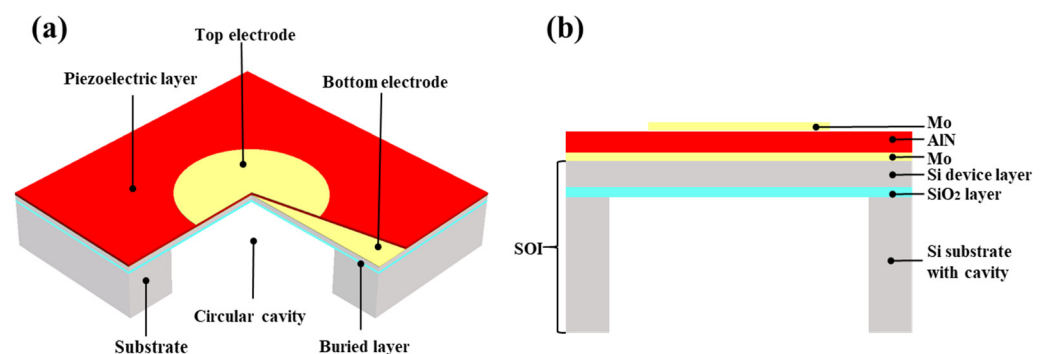 (a)
Top electrode
Piezoelectric layer
Bottom electrode
Circular cavity
Substrate
Buried layer
(b)
Mo
AlN
Mo
Si device layer
SiO₂ layer
SOI
Si substrate
with cavity